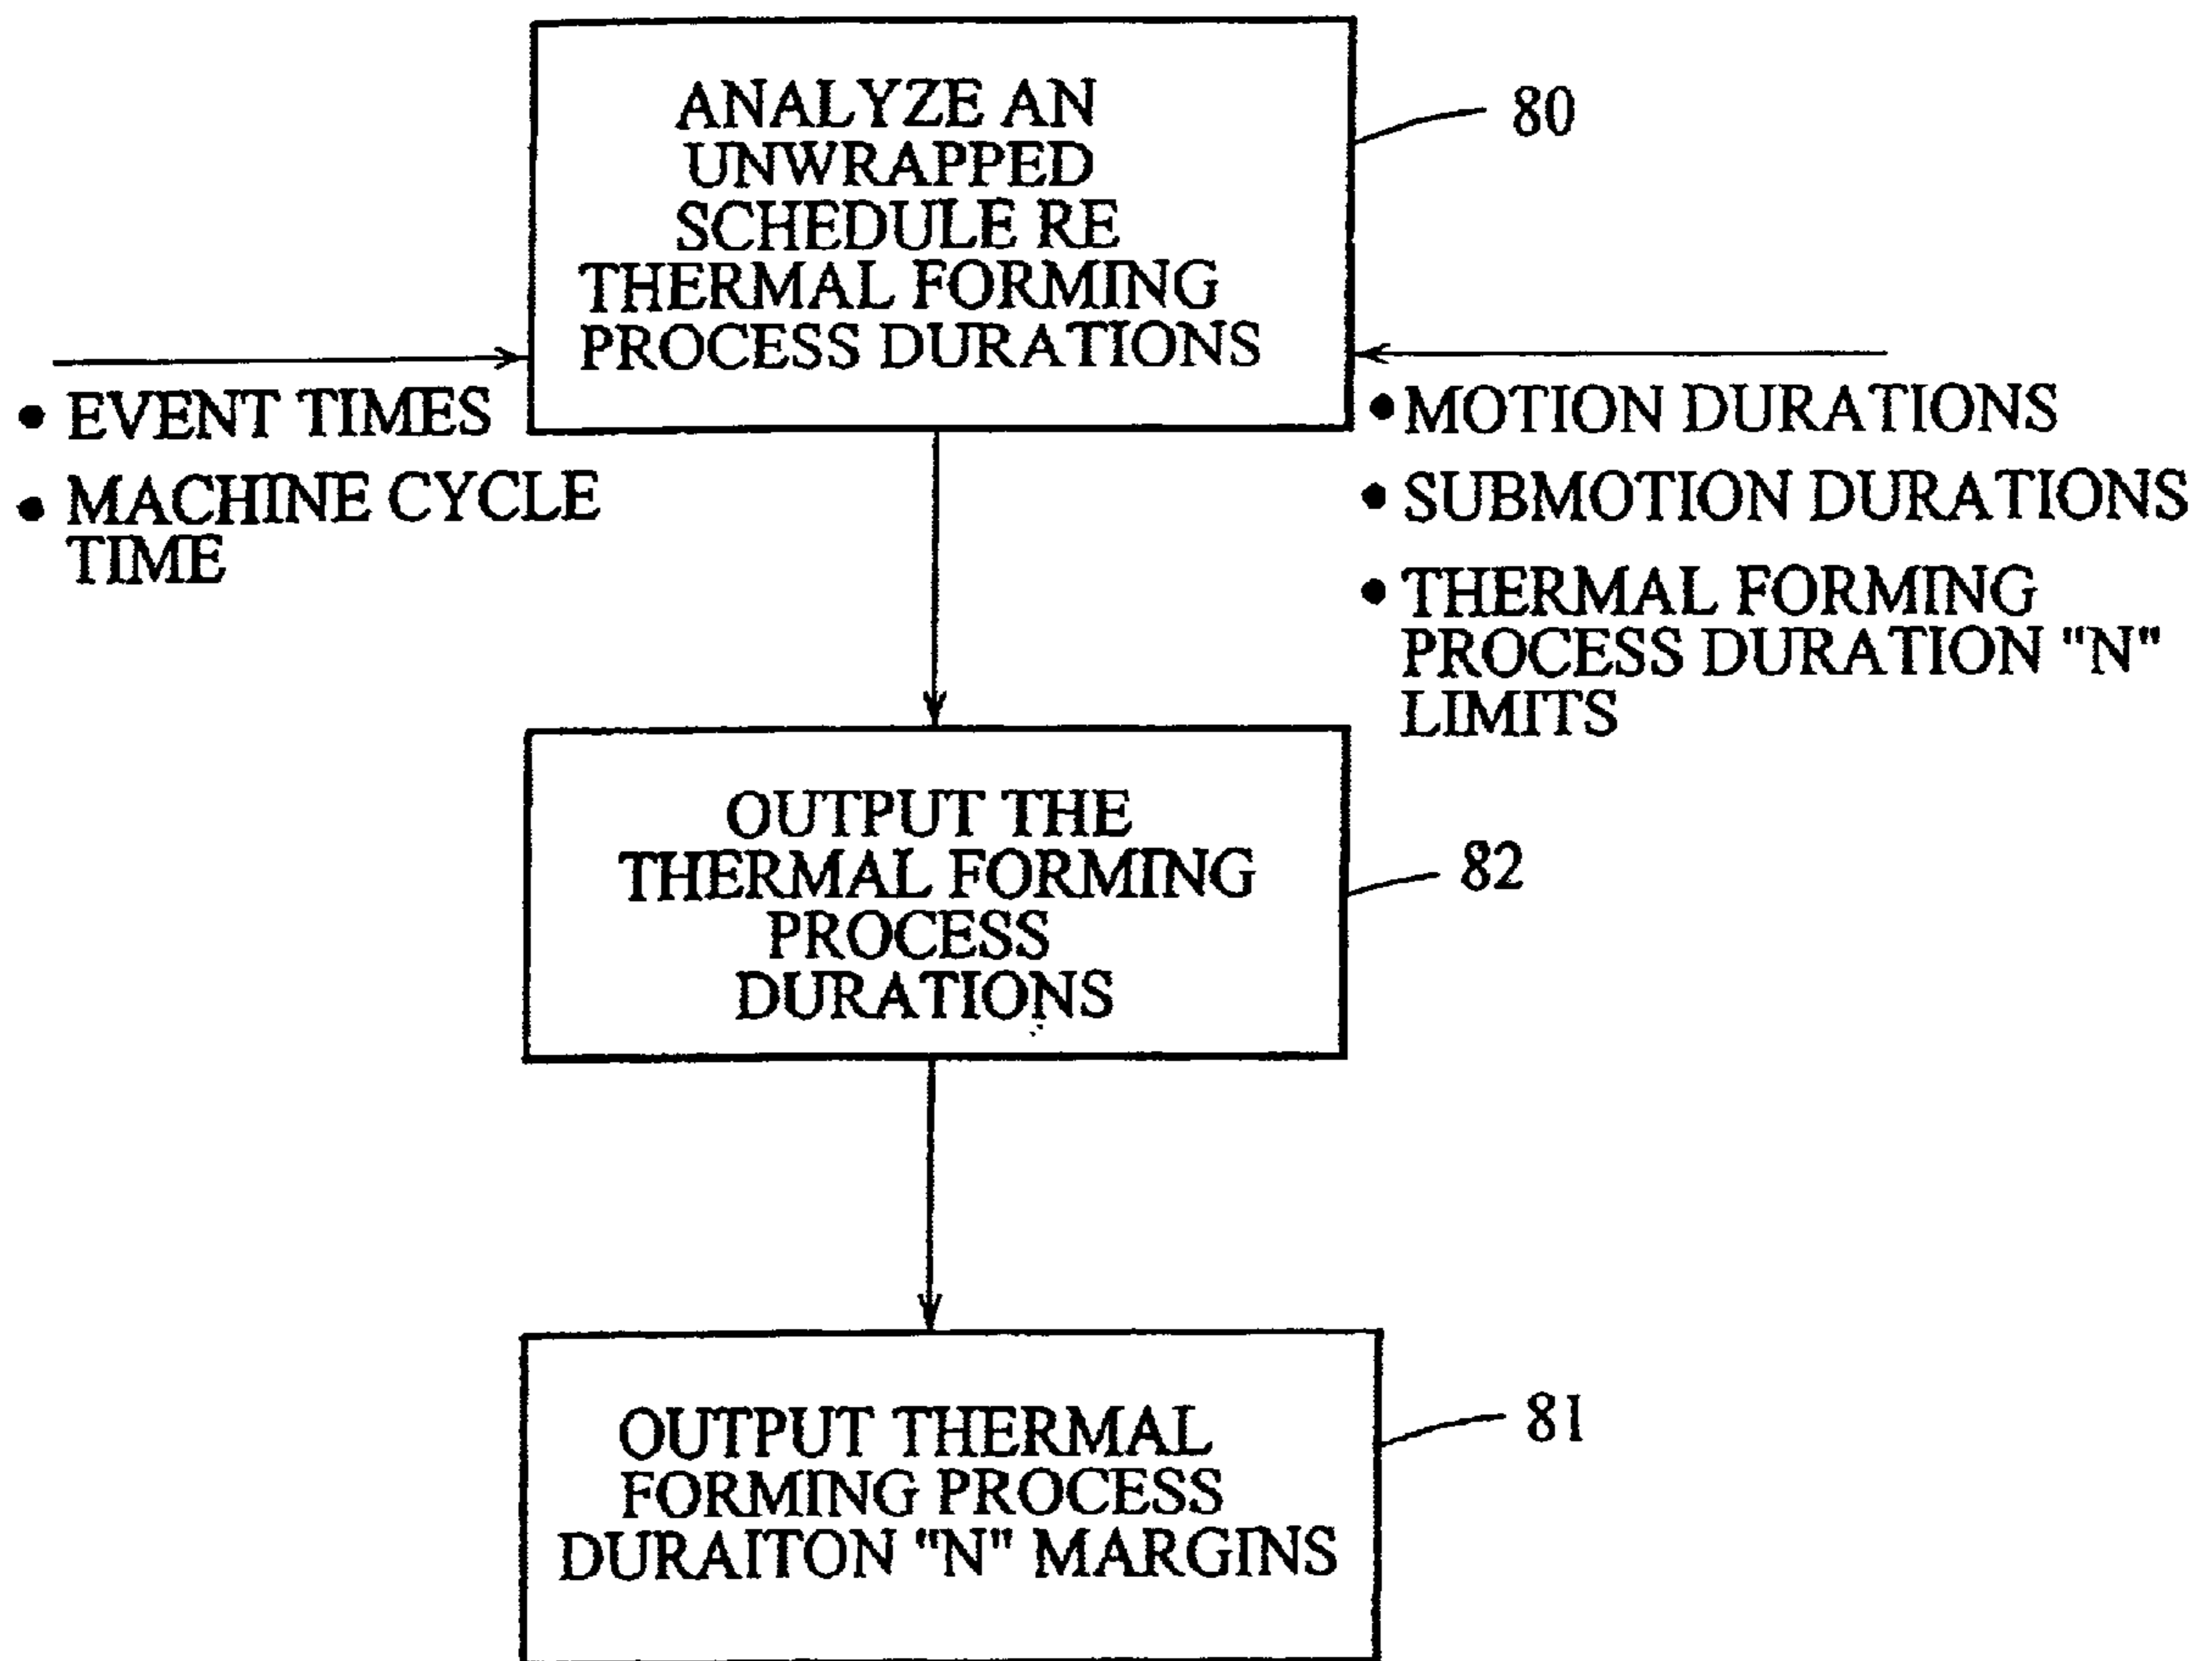 ANALYZE AN
UNWRAPPED
SCHEDULE RE
THERMAL FORMING
PROCESS DURATIONS
80
• EVENT TIMES
• MACHINE CYCLE
TIME
• MOTION DURATIONS
• SUBMOTION DURATIONS
• THERMAL FORMING
PROCESS DURATION "N"
LIMITS
OUTPUT THE
THERMAL FORMING
PROCESS
DURATIONS
82
OUTPUT THERMAL
FORMING PROCESS
DURAITON "N" MARGINS
81